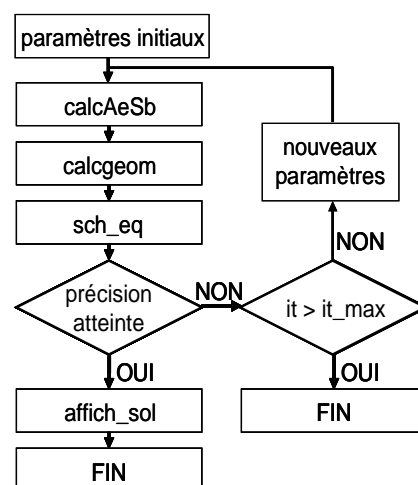 paramètres initiaux
calcAeSb
calcgeom
sch_eq
précision
atteinte
NON
it > it_max
NON
nouveaux
paramètres
OUI
OUI
affich_sol
FIN
FIN